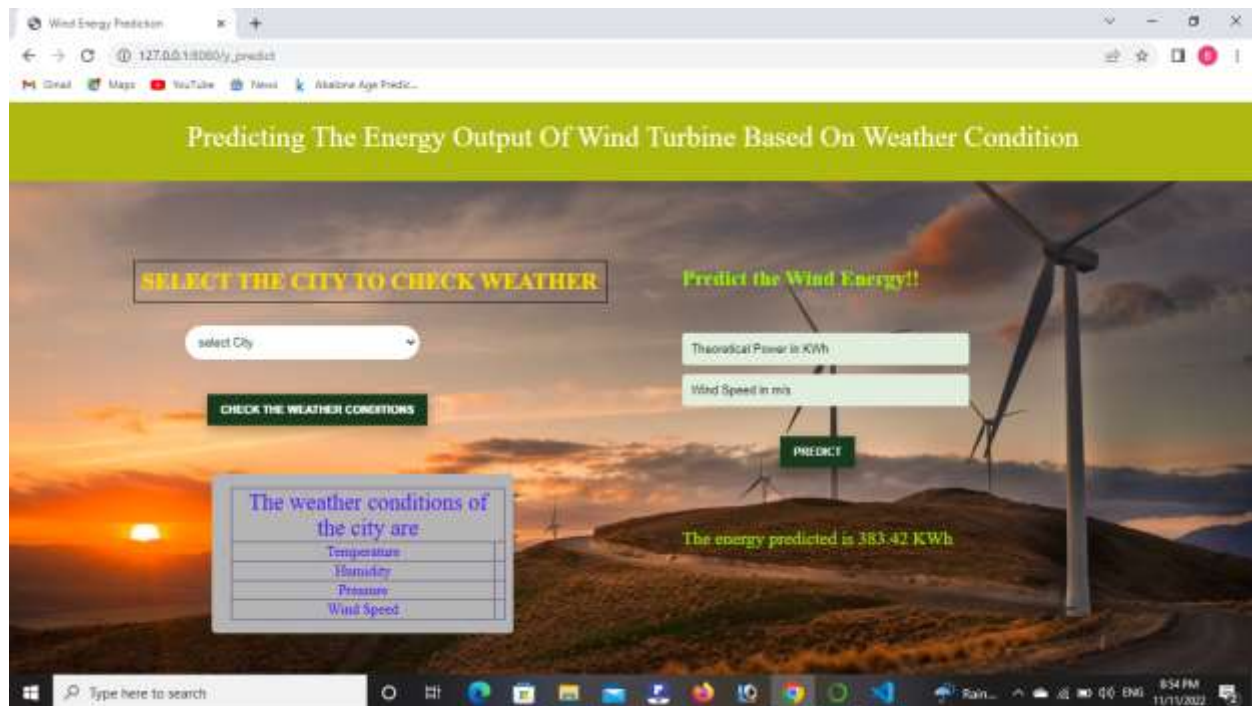 Wind Energy Prediction
127.0.0.1:8080/y_predict
Gmail Maps YouTube News Abalone Age Predic...
Predicting The Energy Output Of Wind Turbine Based On Weather Condition
SELECT THE CITY TO CHECK WEATHER
select City
CHECK THE WEATHER CONDITIONS
The weather conditions of
the city are
Temperature
Humidity
Pressure
Wind Speed
Predict the Wind Energy!!
Theoratical Power in KWh
Wind Speed in m/s
PREDICT
The energy predicted is 383.42 KWh
Type here to search
Rain...
ENG
8:54 PM
11/11/2022